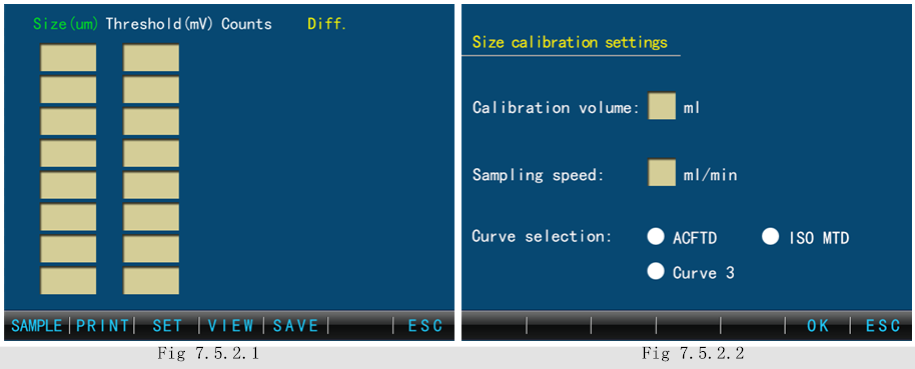 Size(um) Threshold(mV) Counts Diff.
SAMPLE PRINT SET VIEW SAVE ESC
Fig 7.5.2.1
Size calibration settings
Calibration volume: ml
Sampling speed: ml/min
Curve selection: ACFTD ISO MTD
Curve 3
OK ESC
Fig 7.5.2.2